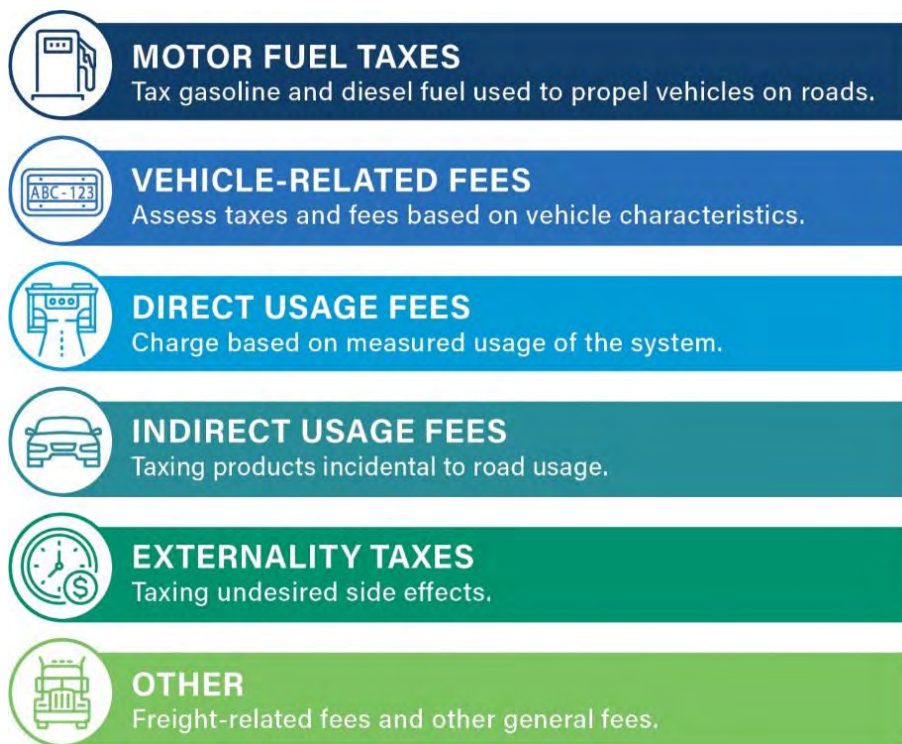 MOTOR FUEL TAXES
Tax gasoline and diesel fuel used to propel vehicles on roads.
ABC-123
VEHICLE-RELATED FEES
Assess taxes and fees based on vehicle characteristics.
DIRECT USAGE FEES
Charge based on measured usage of the system.
INDIRECT USAGE FEES
Taxing products incidental to road usage.
$
EXTERNALITY TAXES
Taxing undesired side effects.
OTHER
Freight-related fees and other general fees.